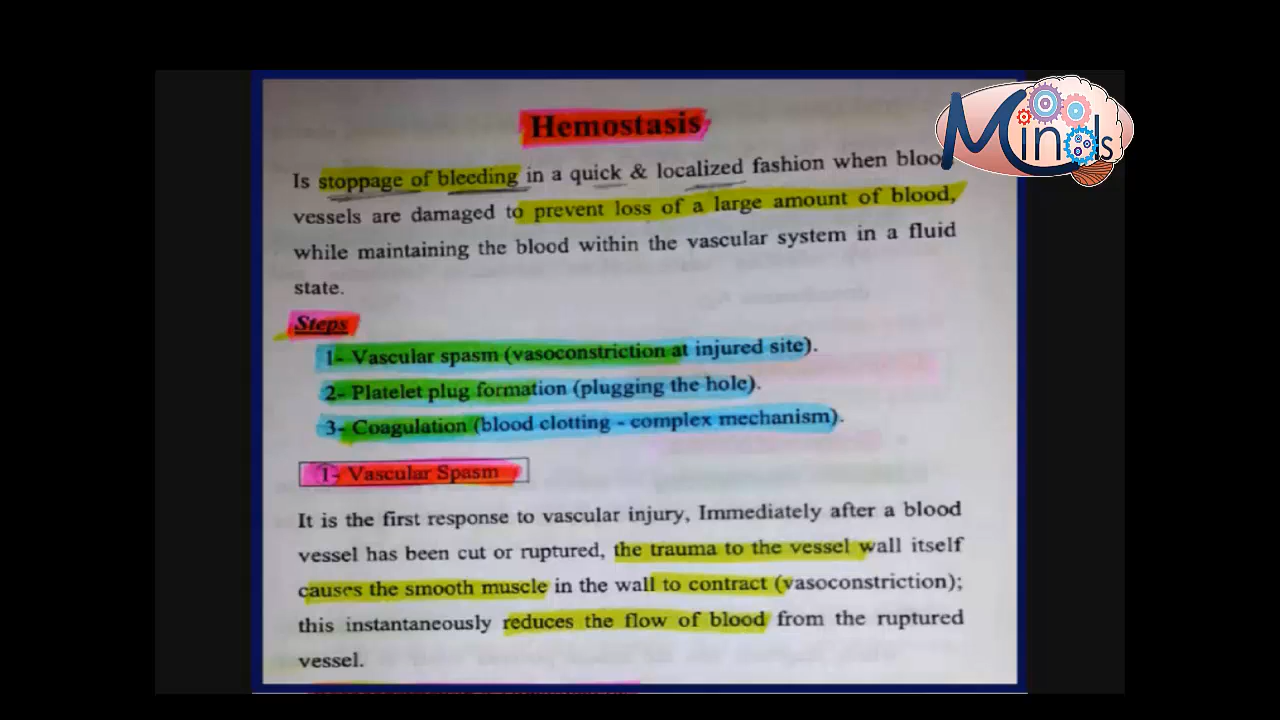 Minds
Hemostasis
Is stoppage of bleeding in a quick & localized fashion when blood
vessels are damaged to prevent loss of a large amount of blood,
while maintaining the blood within the vascular system in a fluid
state.
Steps
1- Vascular spasm (vasoconstriction at injured site).
2- Platelet plug formation (plugging the hole).
3- Coagulation (blood clotting - complex mechanism).
1- Vascular Spasm
It is the first response to vascular injury, Immediately after a blood
vessel has been cut or ruptured, the trauma to the vessel wall itself
causes the smooth muscle in the wall to contract (vasoconstriction);
this instantaneously reduces the flow of blood from the ruptured
vessel.